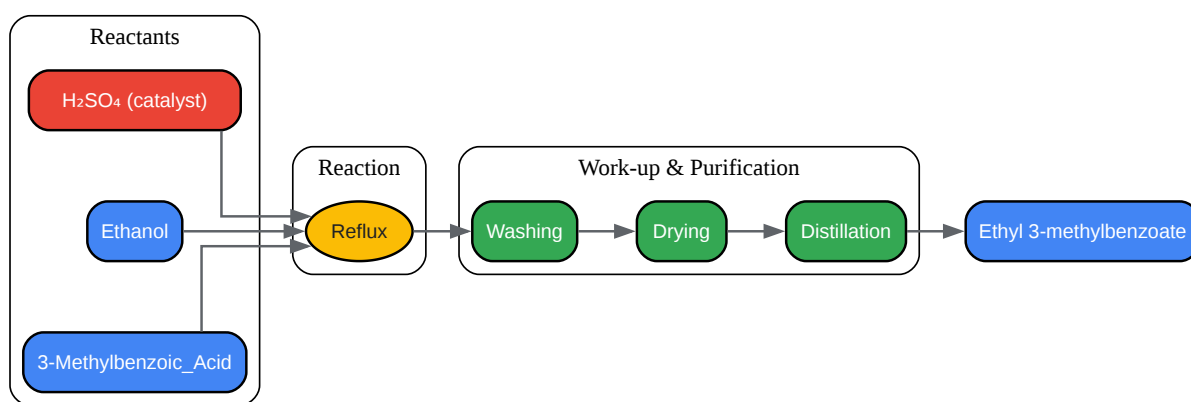 Reactants
H₂SO₄ (catalyst)
Ethanol
3-Methylbenzoic_Acid
Reaction
Reflux
Work-up & Purification
Washing
Drying
Distillation
Ethyl 3-methylbenzoate